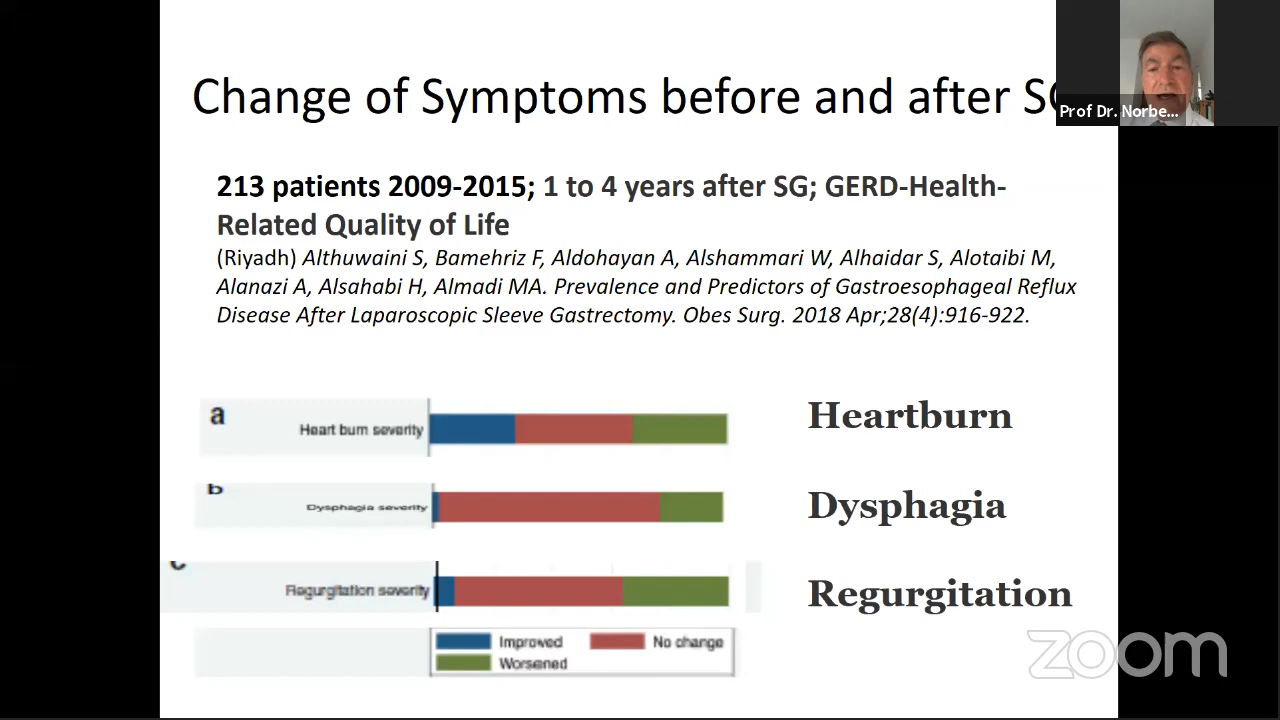 Change of Symptoms before and after SG
Prof Dr. Norbe...
213 patients 2009-2015; 1 to 4 years after SG; GERD-Health-
Related Quality of Life
(Riyadh) Althuwaini S, Bamehriz F, Aldohayan A, Alshammari W, Alhaidar S, Alotaibi M,
Alanazi A, Alsahabi H, Almadi MA. Prevalence and Predictors of Gastroesophageal Reflux
Disease After Laparoscopic Sleeve Gastrectomy. Obes Surg. 2018 Apr;28(4):916-922.
a
Heart burn severity
Heartburn
b
Dysphagia severity
Dysphagia
c
Regurgitation severity
Regurgitation
Improved
No change
Worsened
zoom